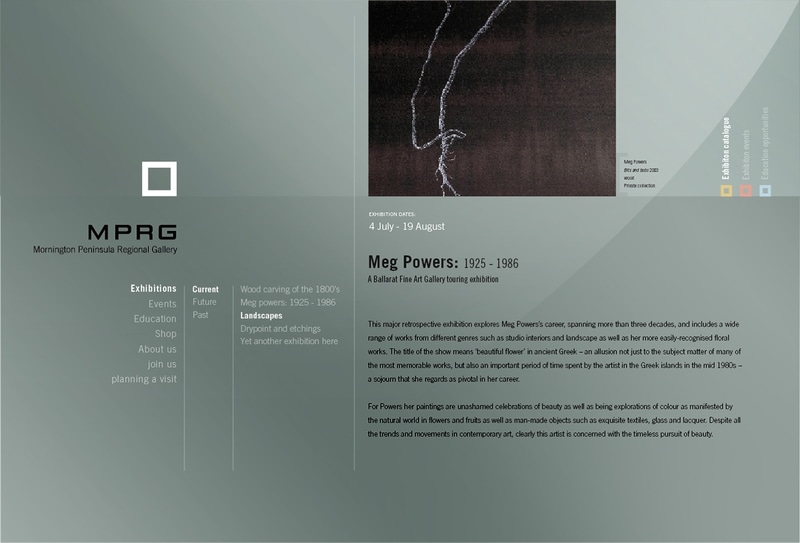 Meg Powers
2003
wood
Private collection
Exhibiton catalogue
Exhibition events
Education opportunities
MPRG
Mornington Peninsula Regional Gallery
Exhibitions
Events
Education
Shop
About us
join us
planning a visit
Current
Future
Past
Wood carving of the 1800's
Meg powers: 1925 - 1986
Landscapes
Drypoint and etchings
Yet another exhibition here
EXHIBITION DATES:
4 July - 19 August
Meg Powers: 1925 - 1986
A Ballarat Fine Art Gallery touring exhibition
This major retrospective exhibition explores Meg Powers's career, spanning more than three decades, and includes a wide
range of works from different genres such as studio interiors and landscape as well as her more easily-recognised floral
works. The title of the show means 'beautiful flower' in ancient Greek – an allusion not just to the subject matter of many of
the most memorable works, but also an important period of time spent by the artist in the Greek islands in the mid 1980s –
a sojourn that she regards as pivotal in her career.
For Powers her paintings are unashamed celebrations of beauty as well as being explorations of colour as manifested by
the natural world in flowers and fruits as well as man-made objects such as exquisite textiles, glass and lacquer. Despite all
the trends and movements in contemporary art, clearly this artist is concerned with the timeless pursuit of beauty.